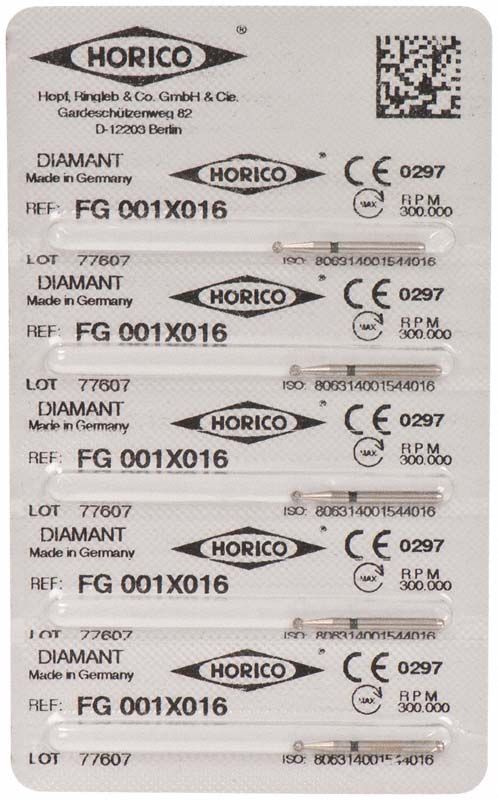 HORICO ®
Hopf, Ringleb & Co. GmbH & Cie.
Gardeschützenweg 82
D-12203 Berlin
DIAMANT HORICO ® CE 0297
Made in Germany
REF: FG 001X016 MAX RPM 300.000
LOT 77607 ISO: 806314001544016
DIAMANT HORICO ® CE 0297
Made in Germany
REF: FG 001X016 MAX RPM 300.000
LOT 77607 ISO: 806314001544016
DIAMANT HORICO ® CE 0297
Made in Germany
REF: FG 001X016 MAX RPM 300.000
LOT 77607 ISO: 806314001544016
DIAMANT HORICO ® CE 0297
Made in Germany
REF: FG 001X016 MAX RPM 300.000
LOT 77607 ISO: 806314001544016
DIAMANT HORICO ® CE 0297
Made in Germany
REF: FG 001X016 MAX RPM 300.000
LOT 77607 ISO: 806314001544016